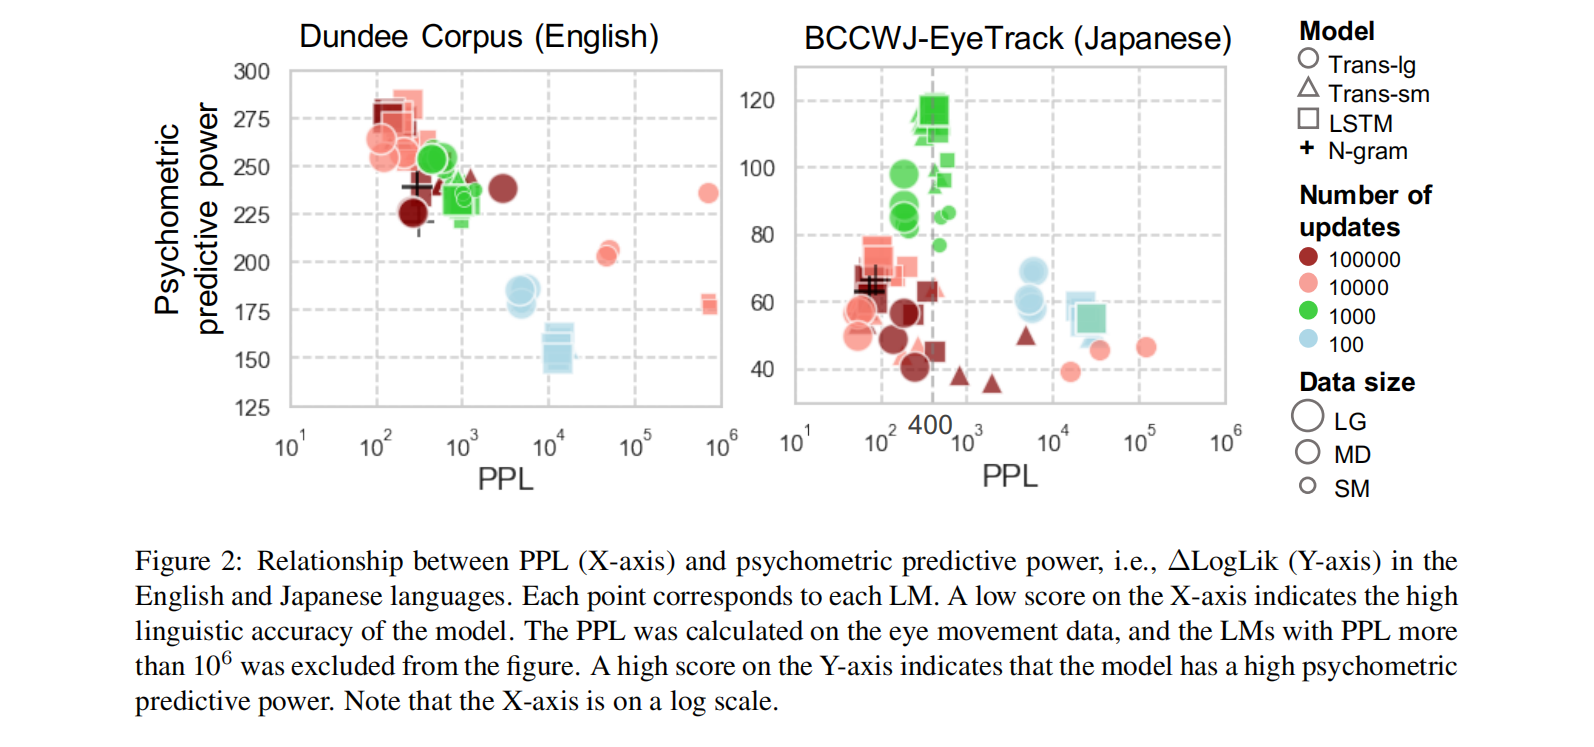 Dundee Corpus (English)
BCCWJ-EyeTrack (Japanese)
Psychometric
predictive power
300
275
250
225
200
175
150
125
10^1
10^2
10^3
10^4
10^5
10^6
PPL
120
100
80
60
40
10^1
10^2
400
10^3
10^4
10^5
10^6
PPL
Model
Trans-lg
Trans-sm
LSTM
N-gram
Number of
updates
100000
10000
1000
100
Data size
LG
MD
SM
Figure 2: Relationship between PPL (X-axis) and psychometric predictive power, i.e., ΔLogLik (Y-axis) in the
English and Japanese languages. Each point corresponds to each LM. A low score on the X-axis indicates the high
linguistic accuracy of the model. The PPL was calculated on the eye movement data, and the LMs with PPL more
than 10^6 was excluded from the figure. A high score on the Y-axis indicates that the model has a high psychometric
predictive power. Note that the X-axis is on a log scale.